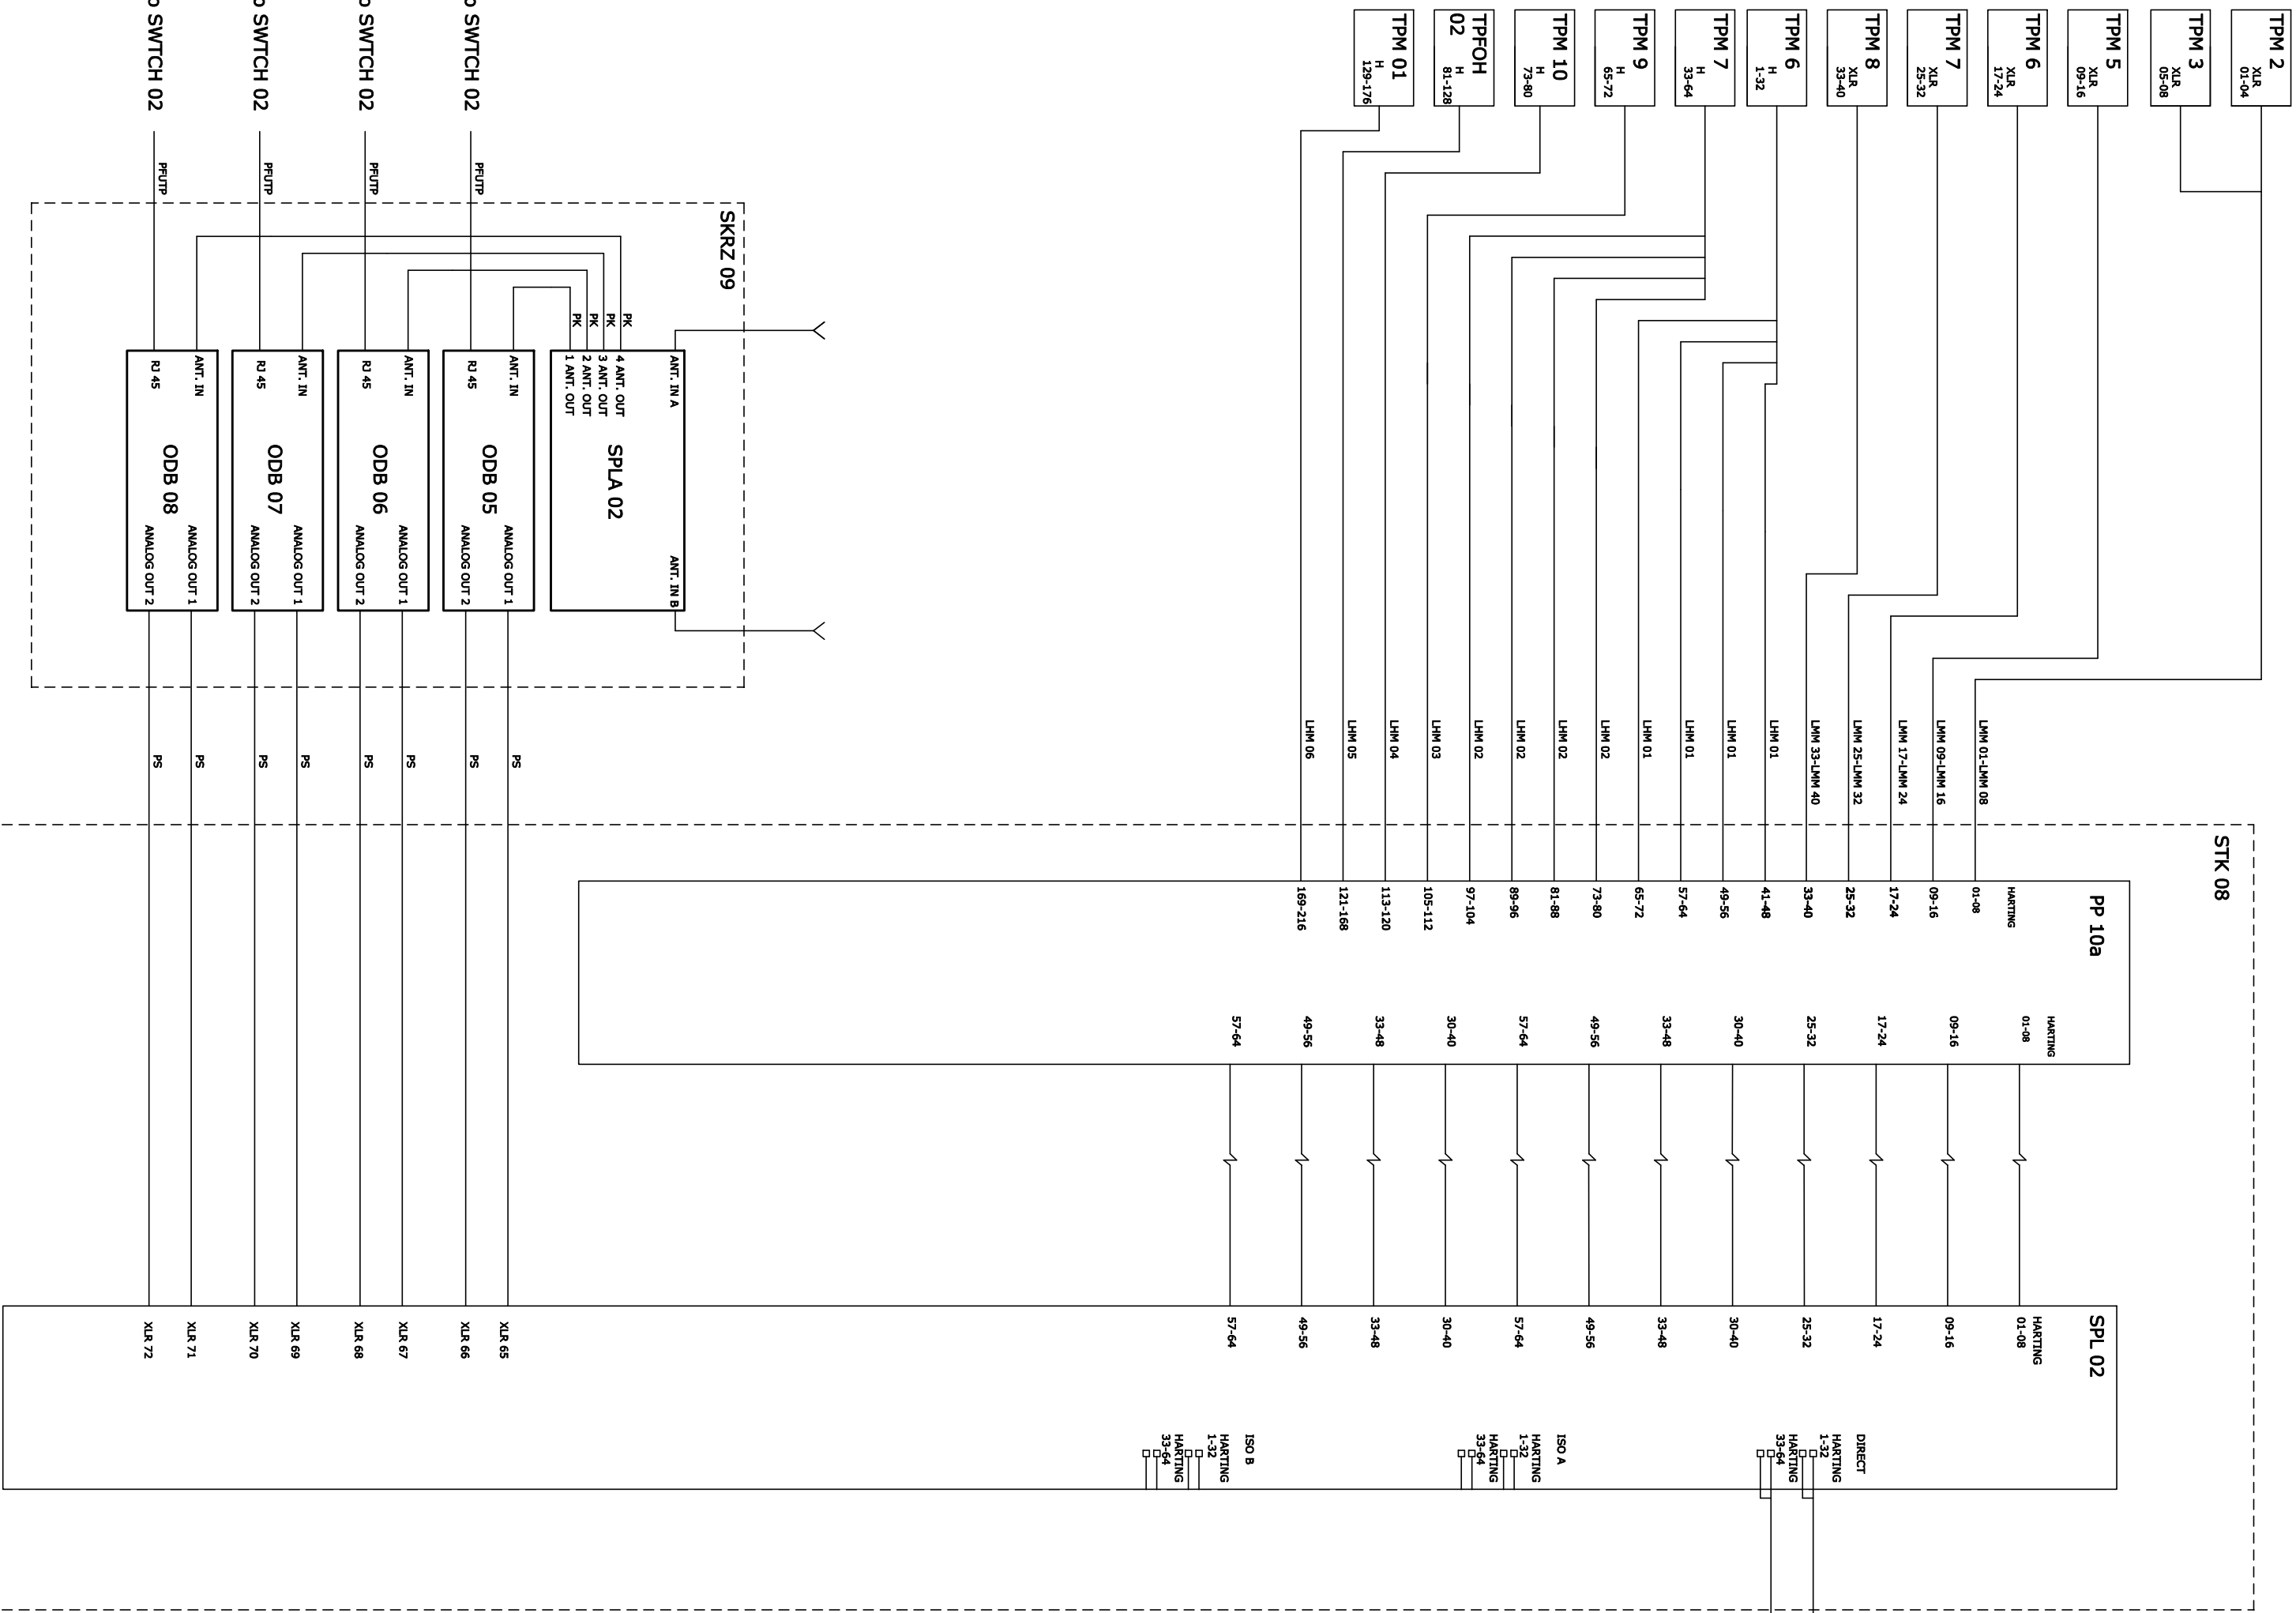 TPM 2
XLR
01-04
TPM 3
XLR
05-08
TPM 5
XLR
09-16
TPM 6
XLR
17-24
TPM 7
XLR
25-32
TPM 8
XLR
33-40
TPM 6
H
1-32
TPM 7
H
33-64
TPM 9
H
65-72
TPM 10
H
73-80
TPFOH
02
H
81-128
TPM 01
H
129-176
LMM 01-LMM 08
LMM 09-LMM 16
LMM 17-LMM 24
LMM 25-LMM 32
LMM 33-LMM 40
LHM 01
LHM 01
LHM 01
LHM 01
LHM 02
LHM 02
LHM 02
LHM 02
LHM 03
LHM 04
LHM 05
LHM 06
STK 08
PP 10a
HARTING
01-08
09-16
17-24
25-32
33-40
41-48
49-56
57-64
65-72
73-80
81-88
89-96
97-104
105-112
113-120
121-168
169-216
HARTING
01-08
09-16
17-24
25-32
30-40
33-48
49-56
57-64
30-40
33-48
49-56
57-64
SPL 02
HARTING
01-08
09-16
17-24
25-32
30-40
33-48
49-56
57-64
30-40
33-48
49-56
57-64
XLR 65
XLR 66
XLR 67
XLR 68
XLR 69
XLR 70
XLR 71
XLR 72
DIRECT
HARTING
1-32
HARTING
33-64
ISO A
HARTING
1-32
HARTING
33-64
ISO B
HARTING
1-32
HARTING
33-64
SKRZ 09
ANT. IN A
ANT. IN B
SPLA 02
PK
PK
PK
PK
4 ANT. OUT
3 ANT. OUT
2 ANT. OUT
1 ANT. OUT
o SWTCH 02
PFUTP
ANT. IN
RJ 45
ODB 05
ANALOG OUT 1
ANALOG OUT 2
PS
PS
o SWTCH 02
PFUTP
ANT. IN
RJ 45
ODB 06
ANALOG OUT 1
ANALOG OUT 2
PS
PS
o SWTCH 02
PFUTP
ANT. IN
RJ 45
ODB 07
ANALOG OUT 1
ANALOG OUT 2
PS
PS
o SWTCH 02
PFUTP
ANT. IN
RJ 45
ODB 08
ANALOG OUT 1
ANALOG OUT 2
PS
PS